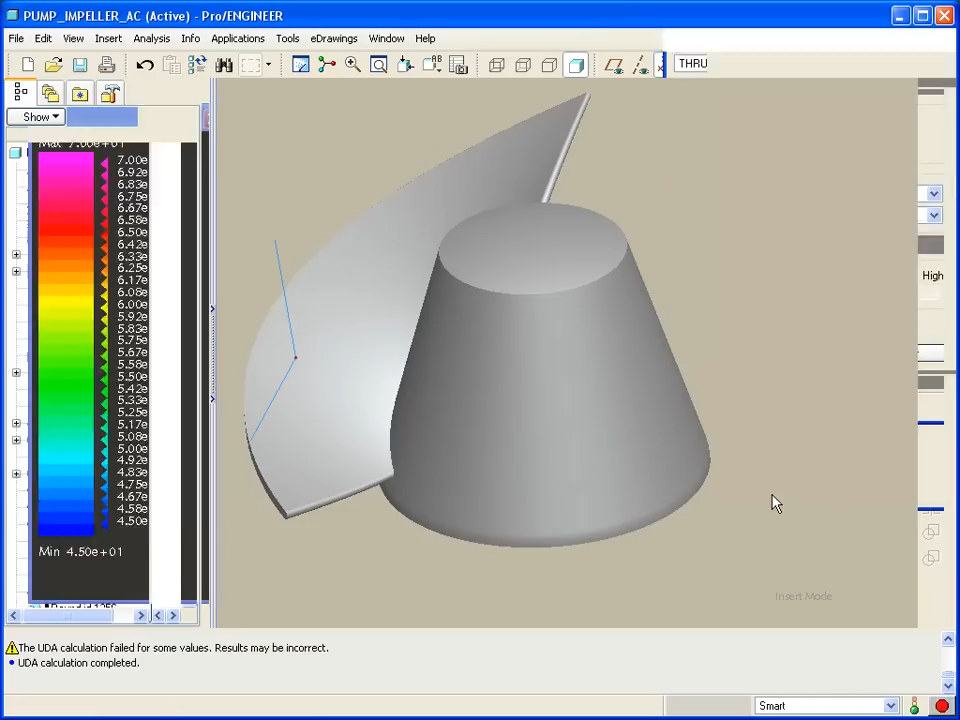 PUMP_IMPELLER_AC (Active) - Pro/ENGINEER
File Edit View Insert Analysis Info Applications Tools eDrawings Window Help
THRU
Show
Max 7.00e+01
7.00e
6.92e
6.83e
6.75e
6.67e
6.58e
6.50e
6.42e
6.33e
6.25e
6.17e
6.08e
6.00e
5.92e
5.83e
5.75e
5.67e
5.58e
5.50e
5.42e
5.33e
5.25e
5.17e
5.08e
5.00e
4.92e
4.83e
4.75e
4.67e
4.58e
4.50e
Min 4.50e+01
High
Insert Mode
The UDA calculation failed for some values. Results may be incorrect.
UDA calculation completed.
Smart